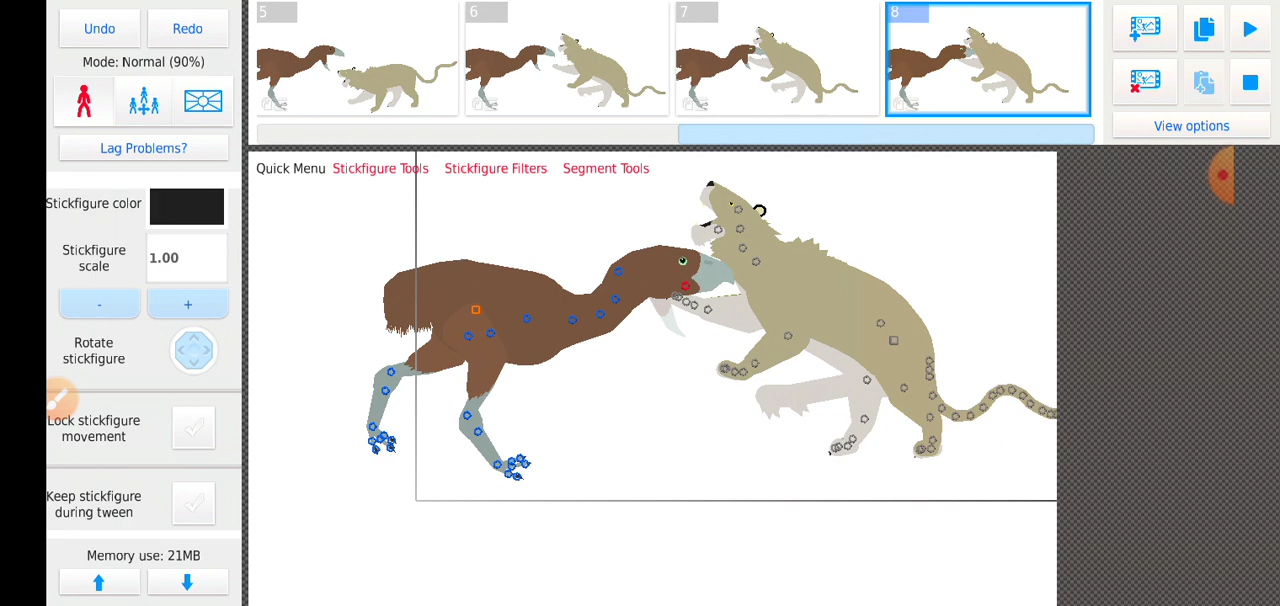 Undo Redo
Mode: Normal (90%)
Lag Problems?
Stickfigure color
Stickfigure scale 1.00
- +
Rotate stickfigure
Lock stickfigure movement
Keep stickfigure during tween
Memory use: 21MB
5 6 7 8
View options
Quick Menu Stickfigure Tools Stickfigure Filters Segment Tools